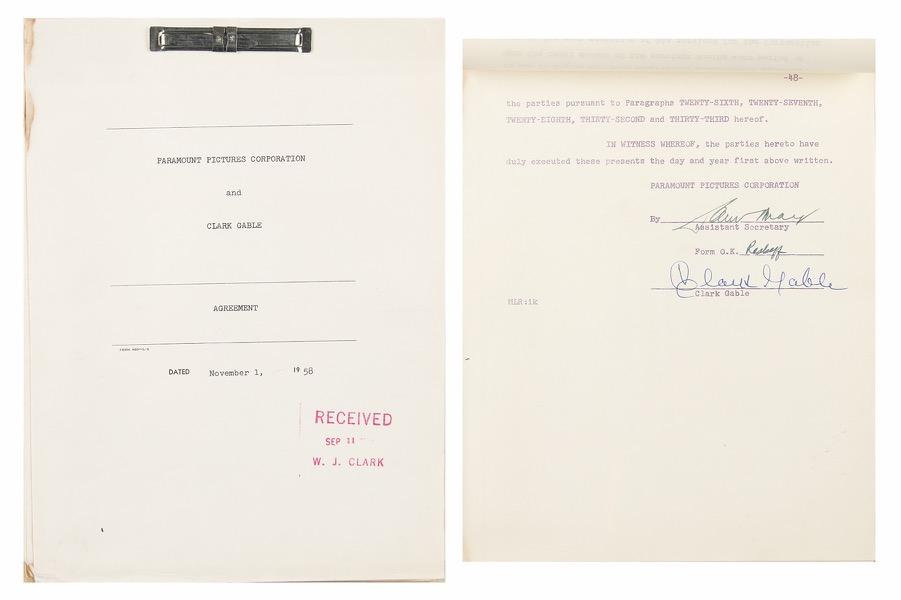 PARAMOUNT PICTURES CORPORATION
and
CLARK GABLE
AGREEMENT
DATED November 1, 1958
RECEIVED
SEP 11
W. J. CLARK
-48-
the parties pursuant to Paragraphs TWENTY-SIXTH, TWENTY-SEVENTH,
TWENTY-EIGHTH, THIRTY-SECOND and THIRTY-THIRD hereof.
IN WITNESS WHEREOF, the parties hereto have
duly executed these presents the day and year first above written.
PARAMOUNT PICTURES CORPORATION
By
Assistant Secretary
Form O.K.
Clark Gable
Clark Gable
MLR:ik